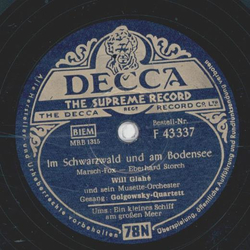 DECCA
THE SUPREME RECORD
REGD
THE DECCA RECORD CO. LTD.
BIEM
MRB 1315
Bestell-Nr.
F 43337
Im Schwarzwald und am Bodensee
Marsch-Fox — Eberhard Storch
Will Glahé
und sein Musette-Orchester
Gesang: Golgowsky-Quartett
Ums.: Ein kleines Schiff
am großen Meer
78N